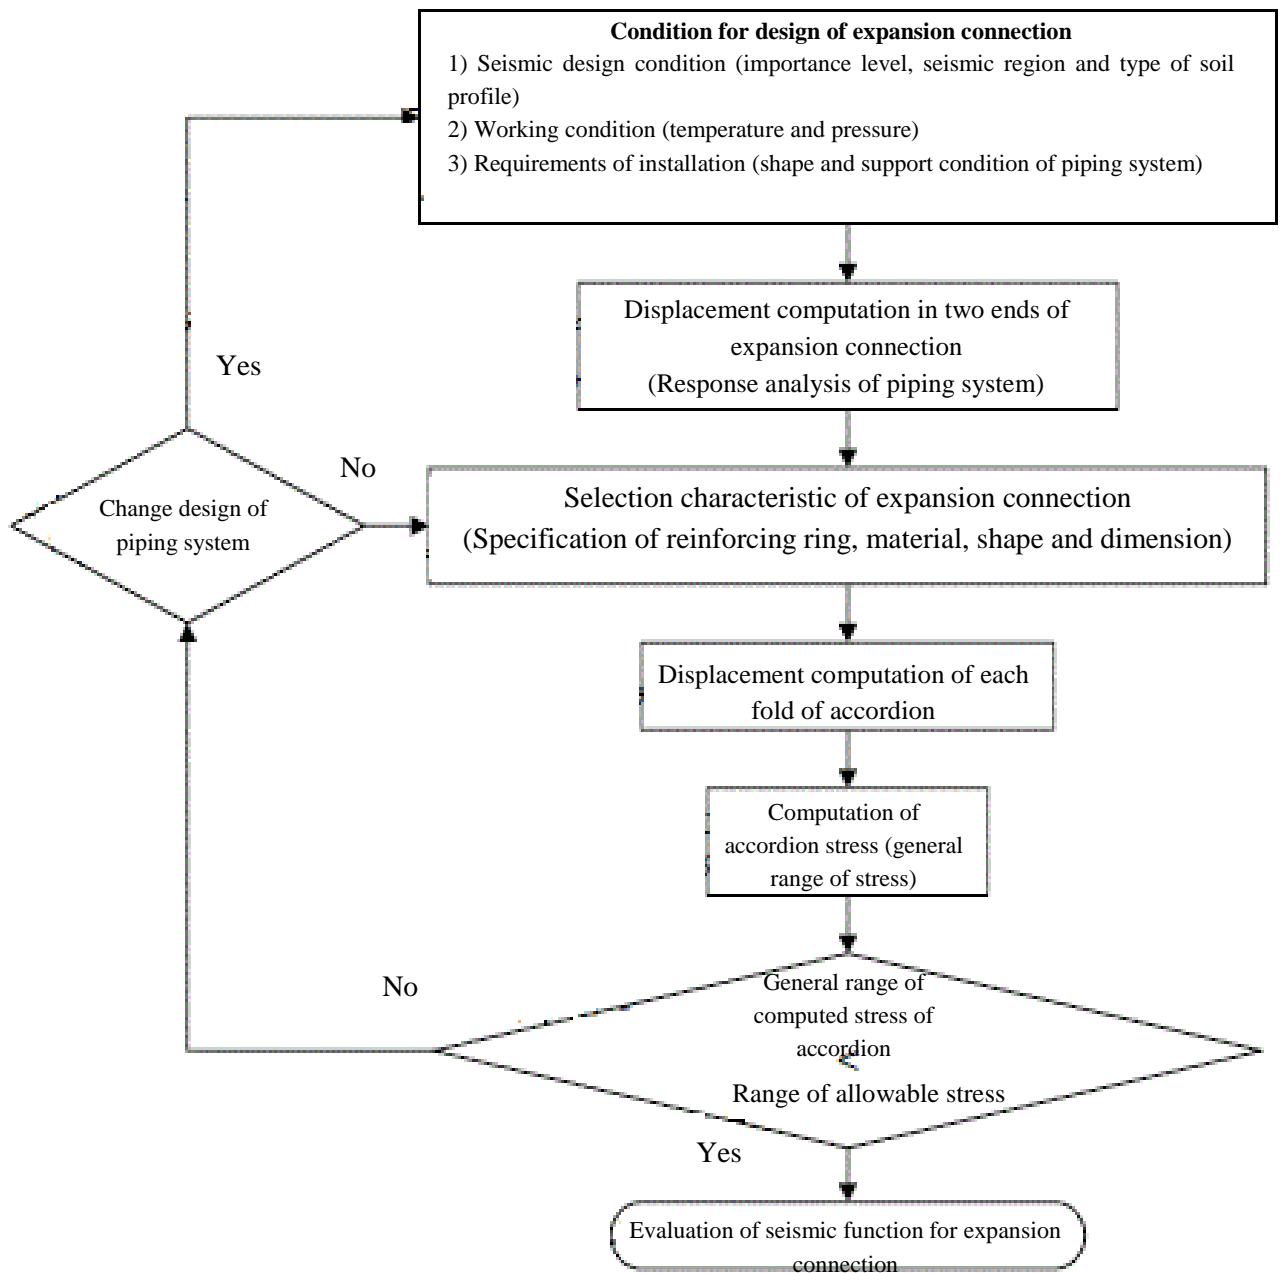 Condition for design of expansion connection
1) Seismic design condition (importance level, seismic region and type of soil
profile)
2) Working condition (temperature and pressure)
3) Requirements of installation (shape and support condition of piping system)
Displacement computation in two ends of
expansion connection
(Response analysis of piping system)
Yes
No
Change design of
piping system
Selection characteristic of expansion connection
(Specification of reinforcing ring, material, shape and dimension)
Displacement computation of each
fold of accordion
Computation of
accordion stress (general
range of stress)
No
General range of
computed stress of
accordion
<
Range of allowable stress
Yes
Evaluation of seismic function for expansion
connection